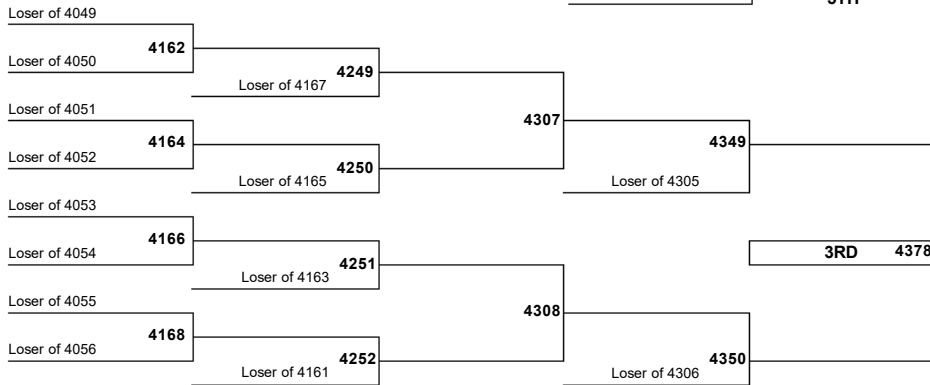 Loser of 4049
4162
Loser of 4050
4249
Loser of 4167
Loser of 4051
4307
4164
4349
Loser of 4052
4250
Loser of 4165
Loser of 4305
Loser of 4053
4166
3RD 4378
Loser of 4054
4251
Loser of 4163
Loser of 4055
4308
4168
Loser of 4056
4252
4350
Loser of 4161
Loser of 4306